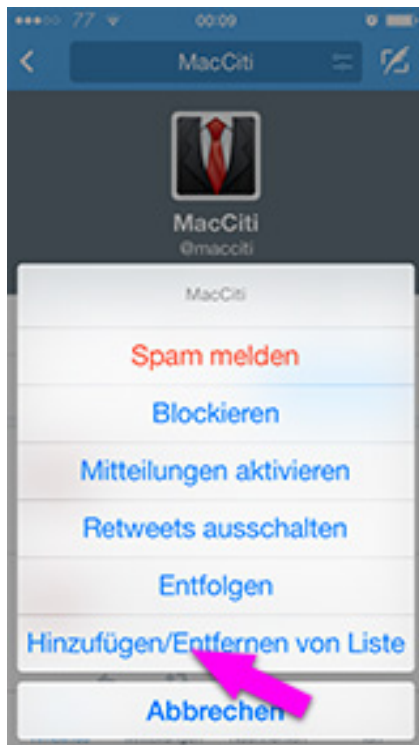 77 00:09
MacCiti
MacCiti
@macciti
MacCiti
Spam melden
Blockieren
Mitteilungen aktivieren
Retweets ausschalten
Entfolgen
Hinzufügen/Entfernen von Liste
Abbrechen